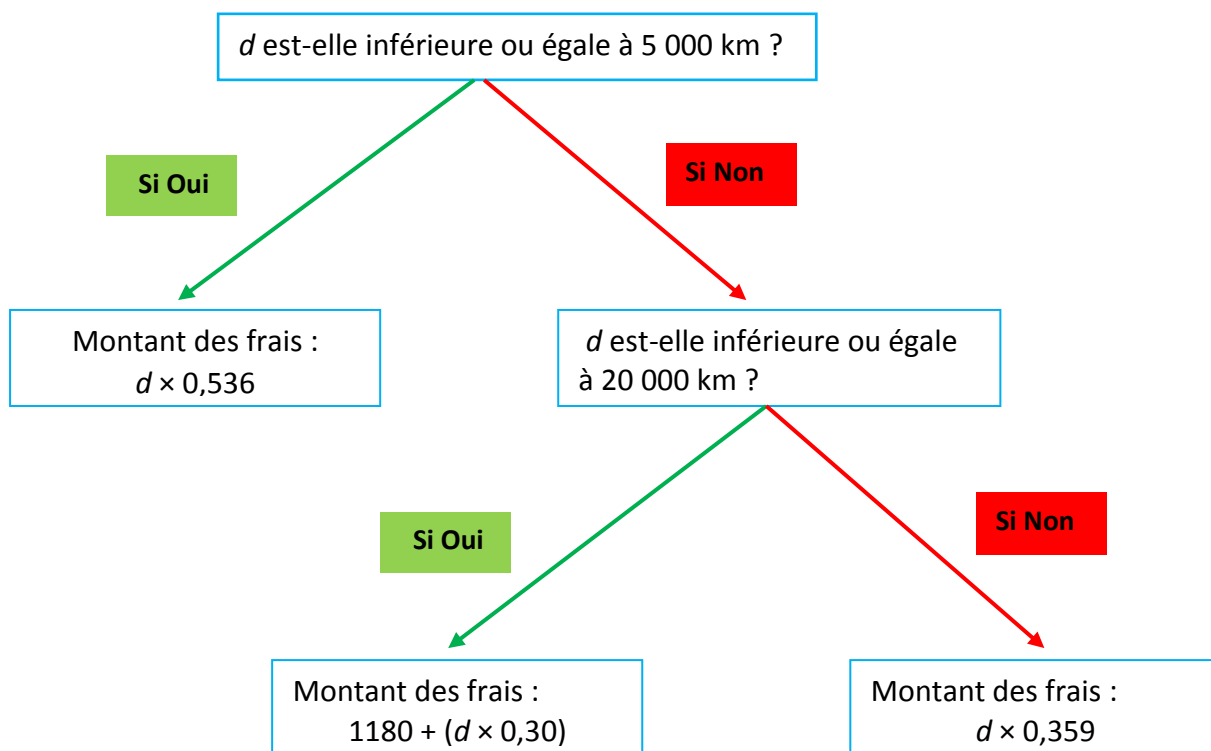 d est-elle inférieure ou égale à 5 000 km ?
Si Oui
Si Non
Montant des frais :
d × 0,536
d est-elle inférieure ou égale
à 20 000 km ?
Si Oui
Si Non
Montant des frais :
1180 + (d × 0,30)
Montant des frais :
d × 0,359